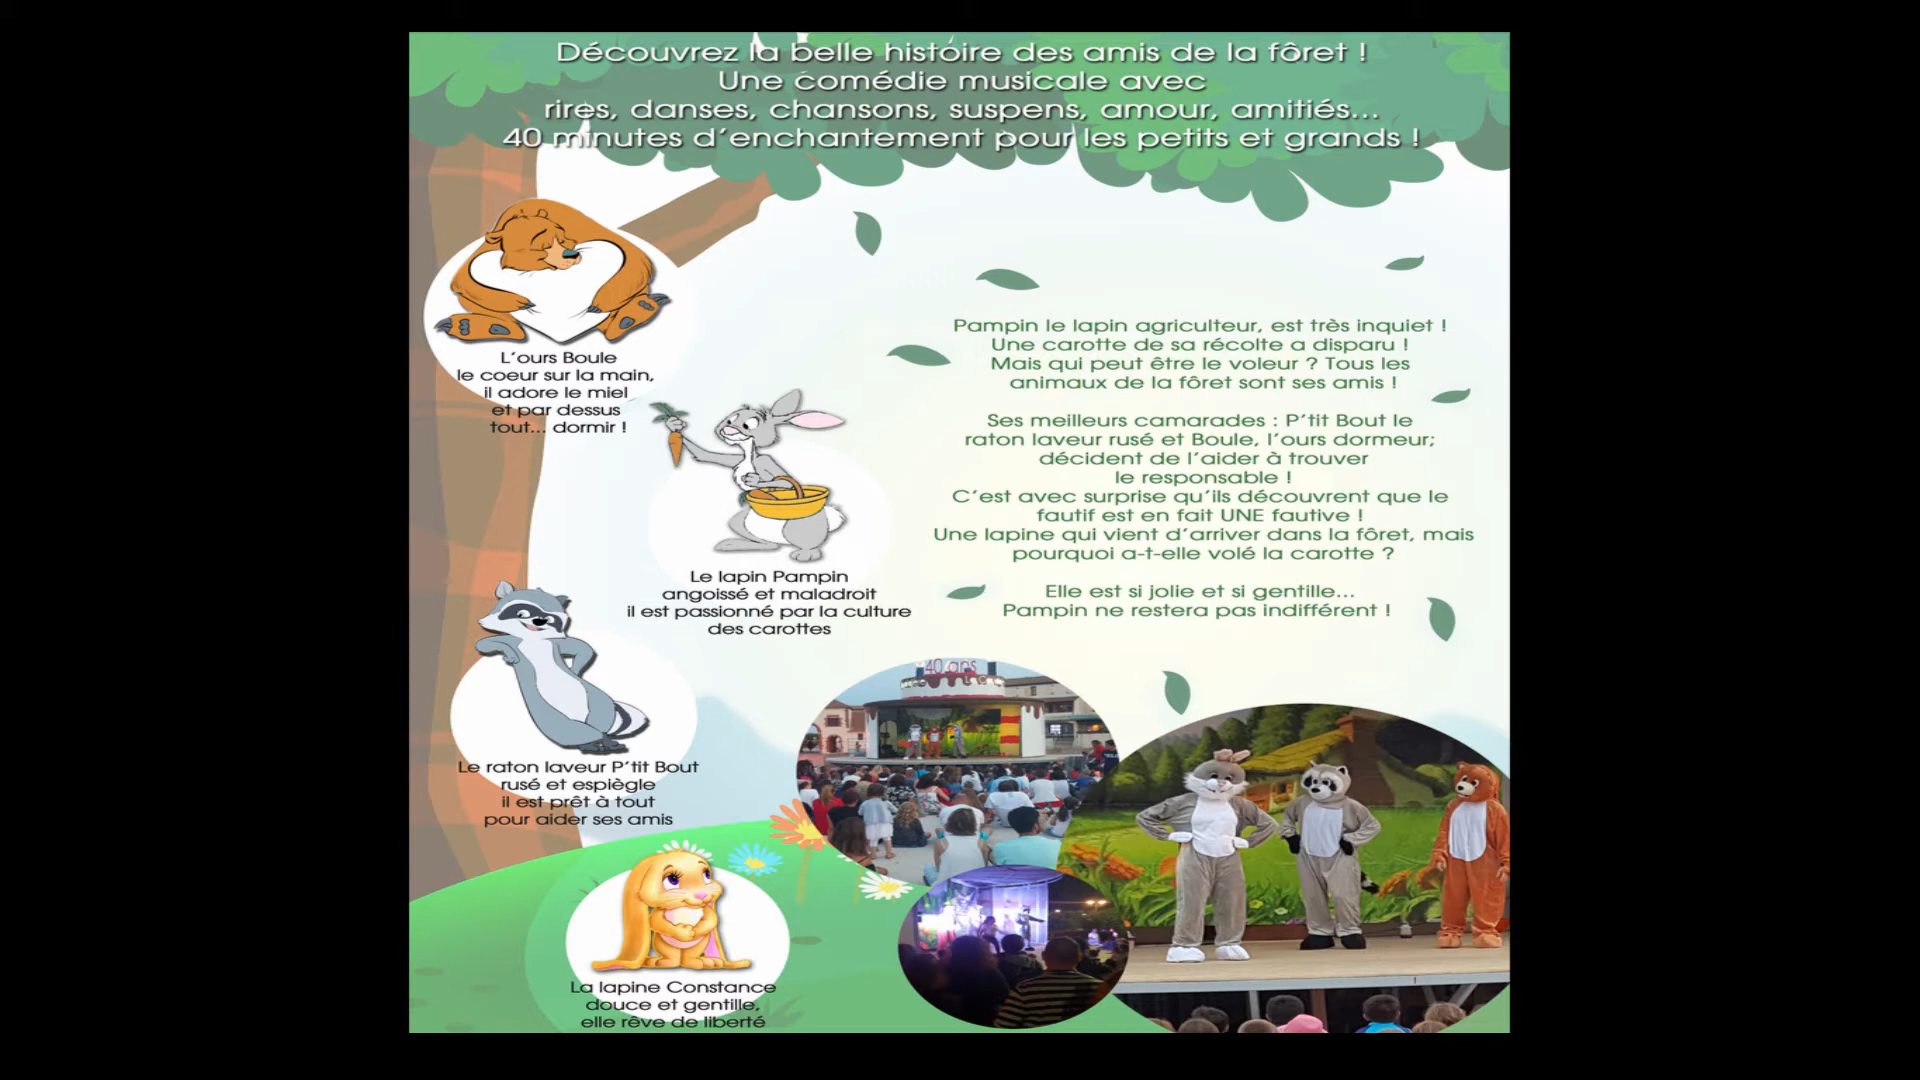 Découvrez la belle histoire des amis de la fôret !
Une comédie musicale avec
rires, danses, chansons, suspens, amour, amitiés...
40 minutes d'enchantement pour les petits et grands !
L'ours Boule
le coeur sur la main,
il adore le miel
et par dessus
tout... dormir !
Le lapin Pampin
angoissé et maladroit
il est passionné par la culture
des carottes
Le raton laveur P'tit Bout
rusé et espiègle
il est prêt à tout
pour aider ses amis
La lapine Constance
douce et gentille,
elle rêve de liberté
Pampin le lapin agriculteur, est très inquiet !
Une carotte de sa récolte a disparu !
Mais qui peut être le voleur ? Tous les
animaux de la fôret sont ses amis !
Ses meilleurs camarades : P'tit Bout le
raton laveur rusé et Boule, l'ours dormeur;
décident de l'aider à trouver
le responsable !
C'est avec surprise qu'ils découvrent que le
fautif est en fait UNE fautive !
Une lapine qui vient d'arriver dans la fôret, mais
pourquoi a-t-elle volé la carotte ?
Elle est si jolie et si gentille...
Pampin ne restera pas indifférent !
40 ans